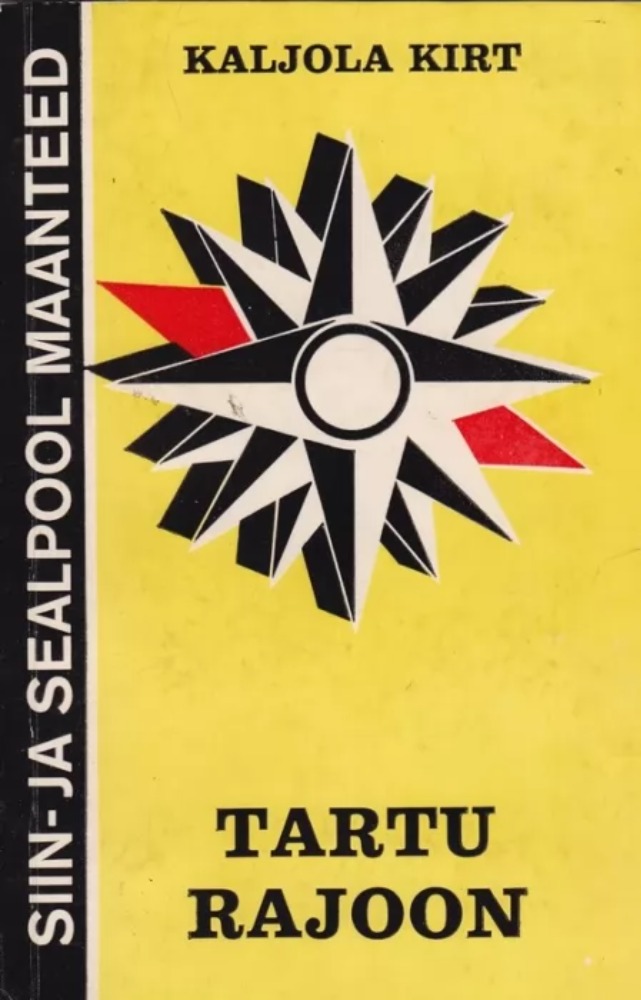 KALJOLA KIRT
SIIN- JA SEALPOOL MAANTEED
TARTU
RAJOON